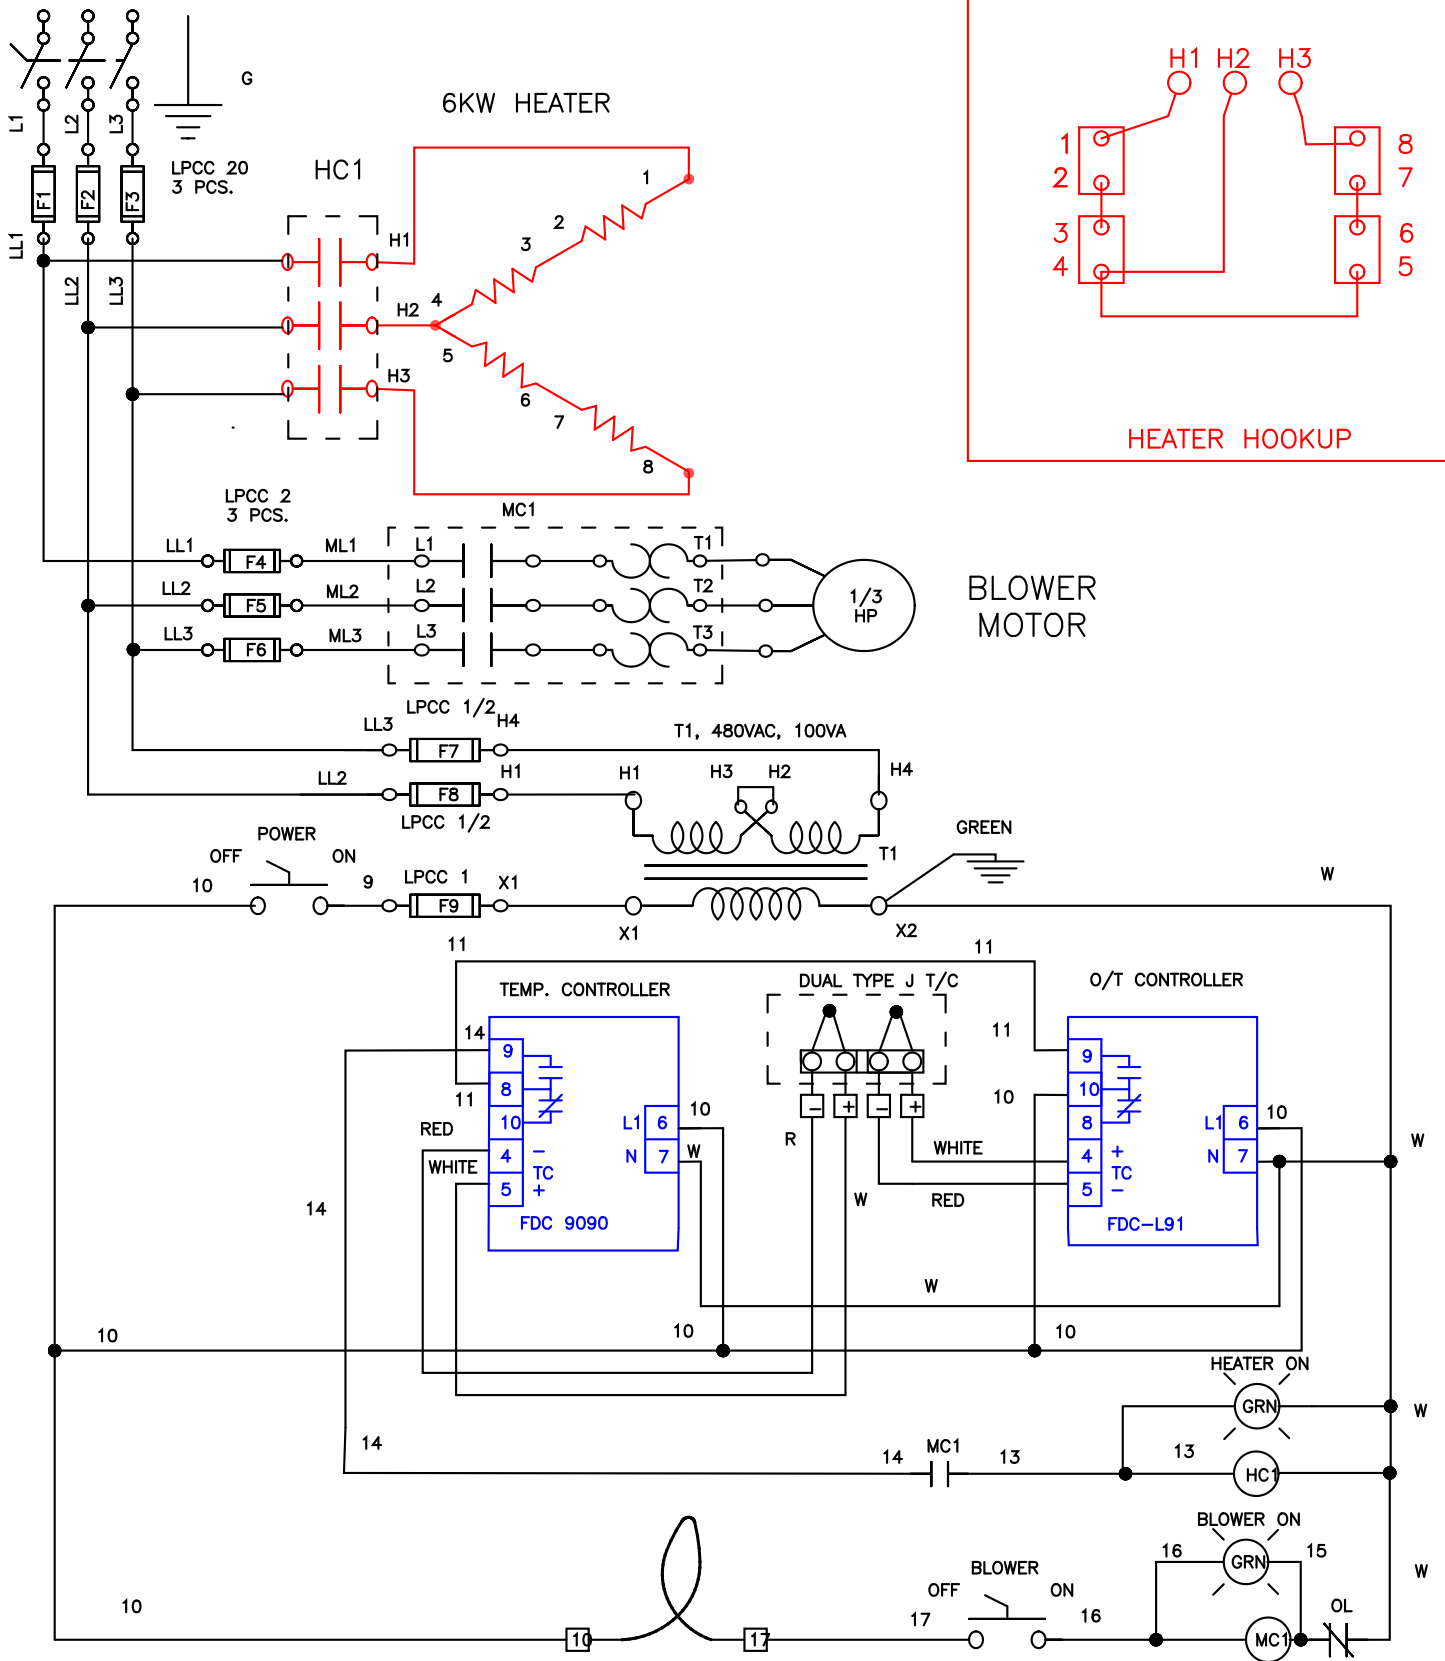 G
L1
L2
L3
LPCC 20
3 PCS.
F1
F2
F3
LL1
LL2
LL3
6KW HEATER
HC1
H1
H2
H3
1
2
3
4
5
6
7
8
H1 H2 H3
1
2
3
4
8
7
6
5
HEATER HOOKUP
LPCC 2
3 PCS.
MC1
LL1
F4
ML1
L1
T1
LL2
F5
ML2
L2
T2
LL3
F6
ML3
L3
T3
1/3
HP
BLOWER
MOTOR
LPCC 1/2
LL3
F7
H4
T1, 480VAC, 100VA
LL2
F8
H1
LPCC 1/2
H1
H3
H2
H4
T1
GREEN
POWER
OFF
ON
10
9
LPCC 1
F9
X1
X1
X2
W
11
11
TEMP. CONTROLLER
DUAL TYPE J T/C
O/T CONTROLLER
14
9
8
11
10
RED
4 −
TC
WHITE
5 +
L1 6
10
N 7
W
FDC 9090
− + − +
R
W
WHITE
RED
11
9
10
10
8
4 +
TC
5 −
L1 6
10
N 7
FDC−L91
W
14
W
10
10
10
HEATER ON
GRN
W
14
14
MC1
13
13
HC1
BLOWER ON
16
GRN
15
W
10
10
17
17
BLOWER
OFF
ON
16
MC1
OL